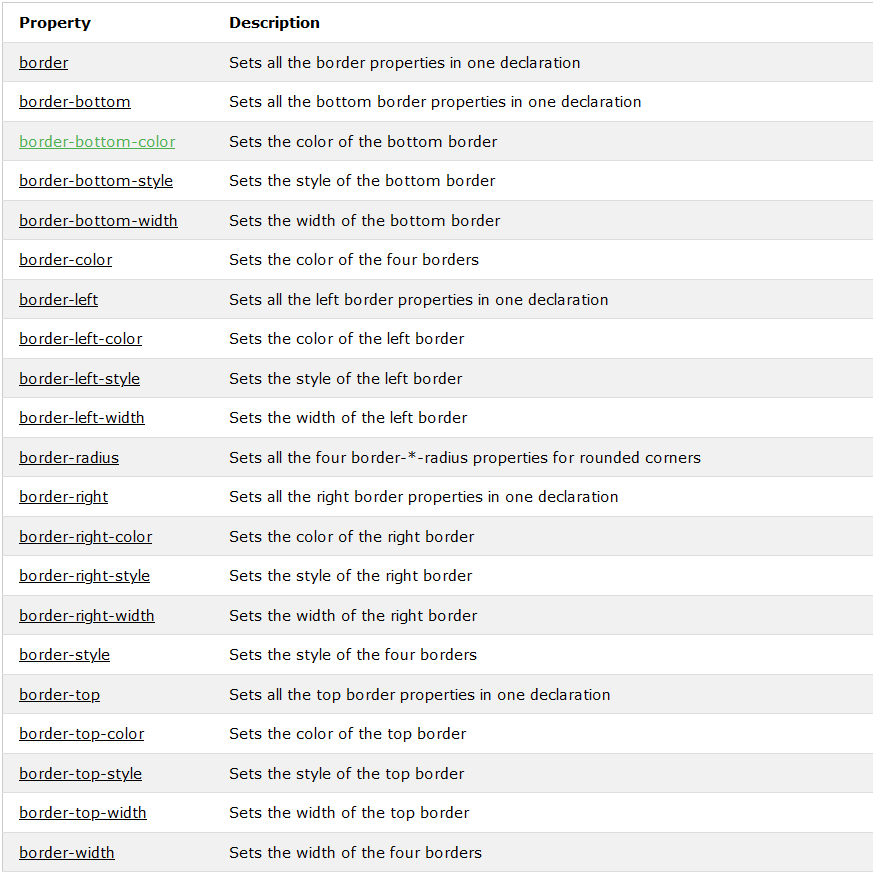 Property Description
border Sets all the border properties in one declaration
border-bottom Sets all the bottom border properties in one declaration
border-bottom-color Sets the color of the bottom border
border-bottom-style Sets the style of the bottom border
border-bottom-width Sets the width of the bottom border
border-color Sets the color of the four borders
border-left Sets all the left border properties in one declaration
border-left-color Sets the color of the left border
border-left-style Sets the style of the left border
border-left-width Sets the width of the left border
border-radius Sets all the four border-*-radius properties for rounded corners
border-right Sets all the right border properties in one declaration
border-right-color Sets the color of the right border
border-right-style Sets the style of the right border
border-right-width Sets the width of the right border
border-style Sets the style of the four borders
border-top Sets all the top border properties in one declaration
border-top-color Sets the color of the top border
border-top-style Sets the style of the top border
border-top-width Sets the width of the top border
border-width Sets the width of the four borders